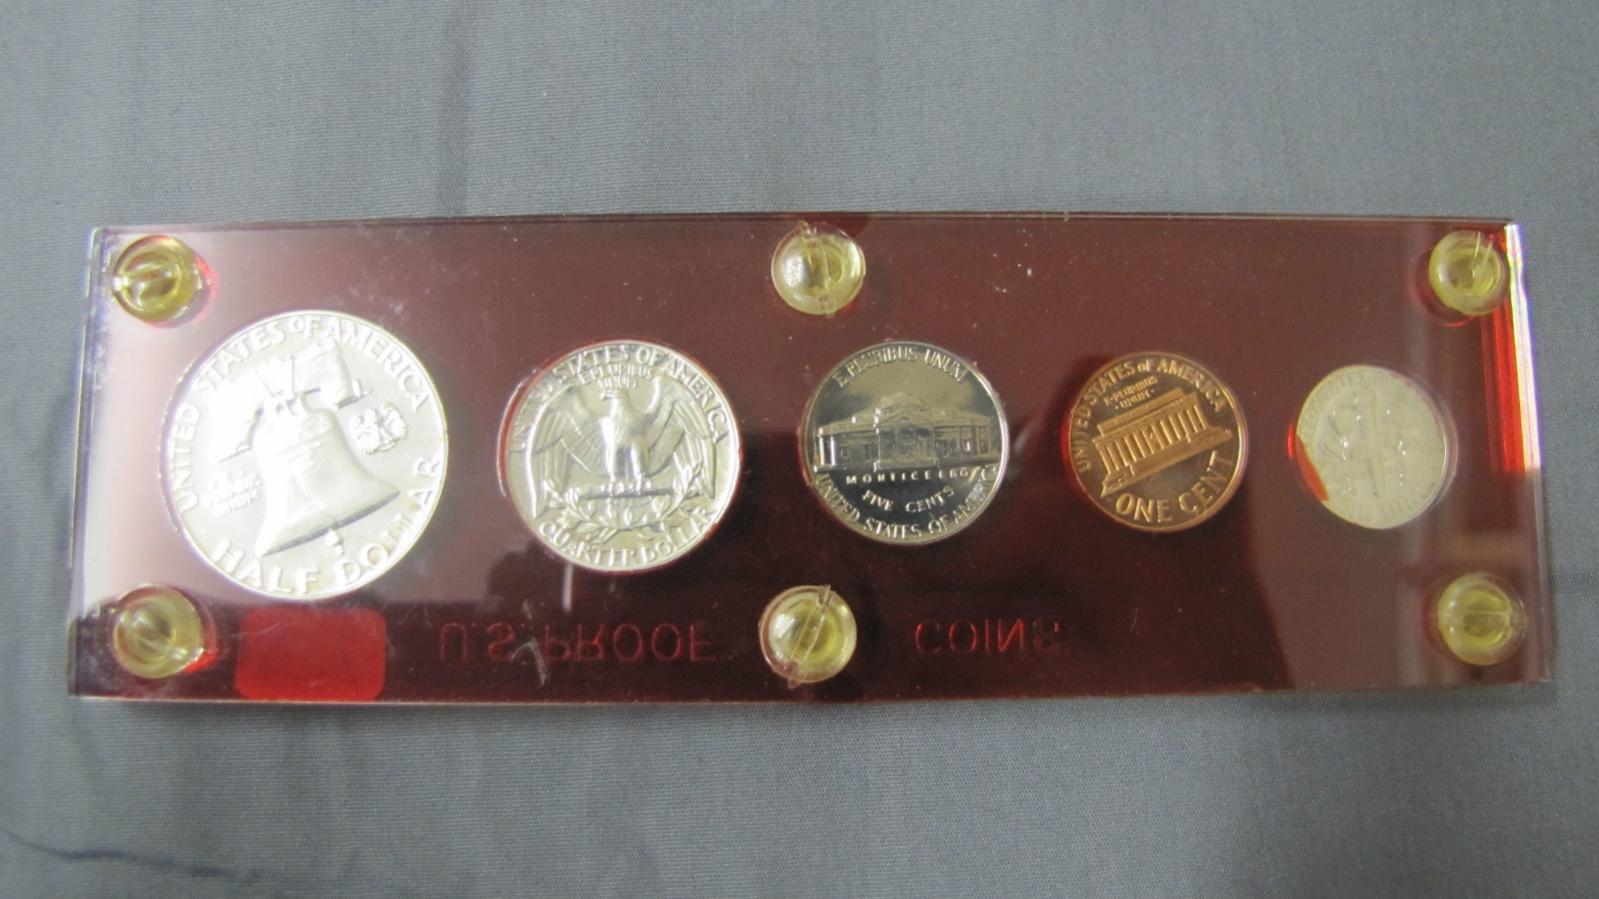 UNITED STATES OF AMERICA
HALF DOLLAR
UNITED STATES OF AMERICA
E PLURIBUS
UNUM
QUARTER DOLLAR
E PLURIBUS UNUM
MONTICELLO
FIVE CENTS
UNITED STATES OF AMERICA
UNITED STATES OF AMERICA
E·PLURIBUS
·UNUM·
ONE CENT
U.S. PROOF COINS